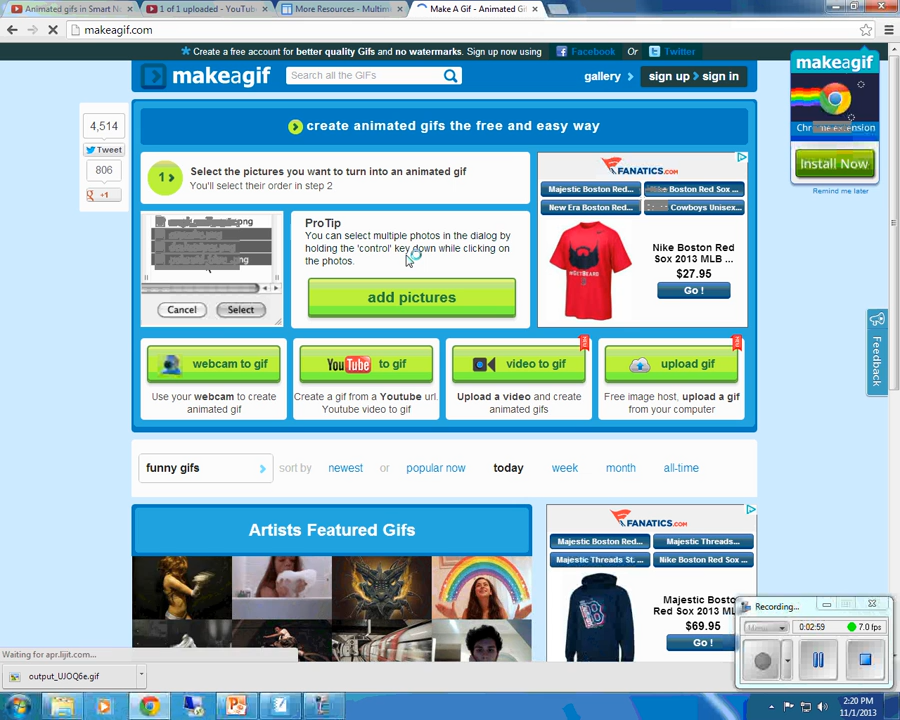 Animated gifs in Smart No
1 of 1 uploaded - YouTu
More Resources - Multim
Make A Gif - Animated Gi
makeagif.com
Create a free account for better quality Gifs and no watermarks. Sign up now using Facebook Or Twitter
makeagif
Search all the GIFs
gallery
sign up sign in
makeagif
Install Now
Remind me later
4,514
Tweet
806
+1
create animated gifs the free and easy way
1
Select the pictures you want to turn into an animated gif
You'll select their order in step 2
Cancel Select
ProTip
You can select multiple photos in the dialog by
holding the 'control' key down while clicking on
the photos.
add pictures
FANATICS.COM
Majestic Boston Red...
Boston Red Sox ...
New Era Boston Red...
Cowboys Unisex...
#GETBEARD
Nike Boston Red
Sox 2013 MLB ...
$27.95
Go !
Feedback
webcam to gif
Use your webcam to create
animated gif
YouTube to gif
Create a gif from a Youtube url.
Youtube video to gif
video to gif
Upload a video and create
animated gifs
upload gif
Free image host, upload a gif
from your computer
funny gifs
sort by newest or popular now today week month all-time
Artists Featured Gifs
FANATICS.COM
Majestic Boston Red...
Majestic Threads...
Majestic Threads St. ...
Nike Boston Red Sox ...
Majestic Bosto
Red Sox 2013 ML
$69.95
Go !
Recording...
0:02:59
7.0 fps
Waiting for apr.lijit.com...
output_UJOQ6e.gif
2:20 PM
11/1/2013